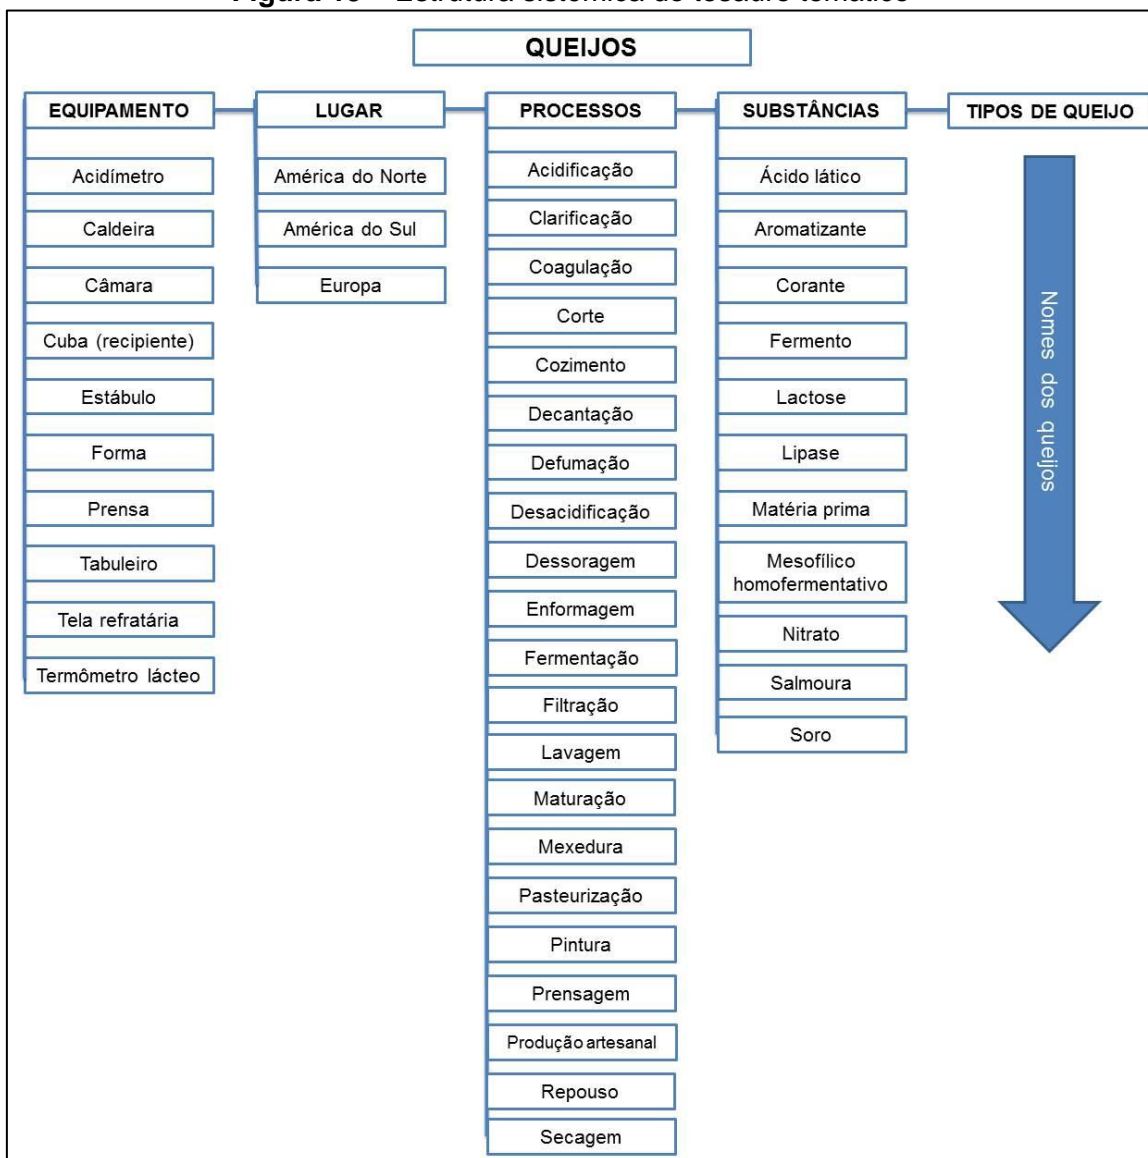 QUEIJOS
EQUIPAMENTO
Acidímetro
Caldeira
Câmara
Cuba (recipiente)
Estábulo
Forma
Prensa
Tabuleiro
Tela refratária
Termômetro lácteo
LUGAR
América do Norte
América do Sul
Europa
PROCESSOS
Acidificação
Clarificação
Coagulação
Corte
Cozimento
Decantação
Defumação
Desacidificação
Dessoragem
Enformagem
Fermentação
Filtração
Lavagem
Maturação
Mexedura
Pasteurização
Pintura
Prensagem
Produção artesanal
Repouso
Secagem
SUBSTÂNCIAS
Ácido lático
Aromatizante
Corante
Fermento
Lactose
Lipase
Matéria prima
Mesofílico
homofermentativo
Nitrato
Salmoura
Soro
TIPOS DE QUEIJO
Nomes dos queijos